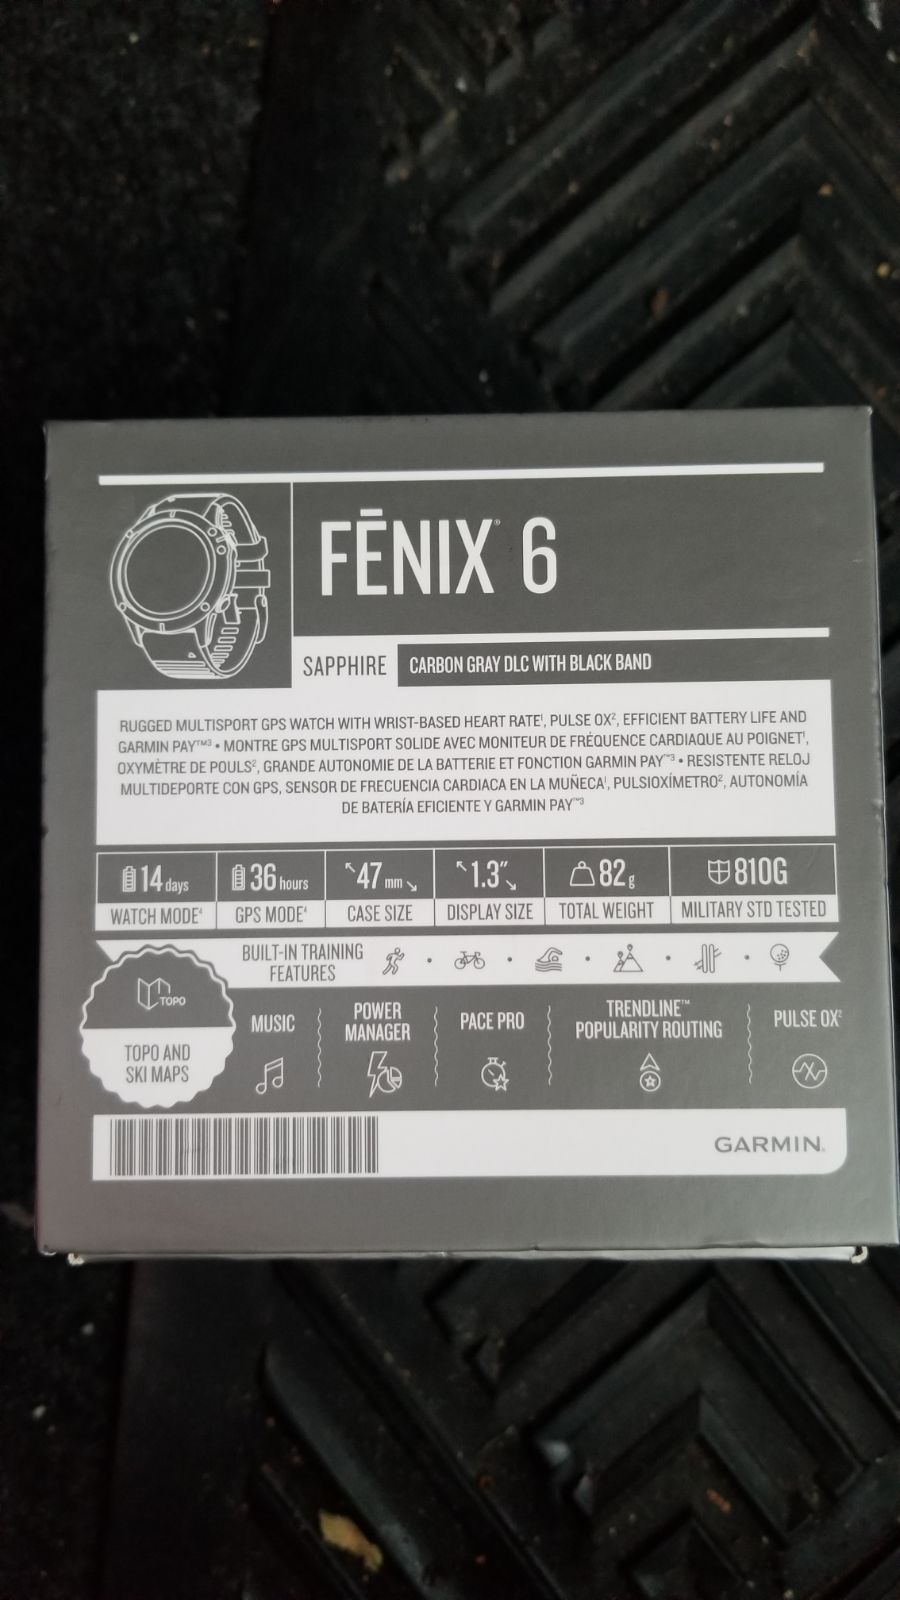 FĒNIX® 6
SAPPHIRE
CARBON GRAY DLC WITH BLACK BAND
RUGGED MULTISPORT GPS WATCH WITH WRIST-BASED HEART RATE¹, PULSE OX², EFFICIENT BATTERY LIFE AND
GARMIN PAY™³ • MONTRE GPS MULTISPORT SOLIDE AVEC MONITEUR DE FRÉQUENCE CARDIAQUE AU POIGNET¹,
OXYMÈTRE DE POULS², GRANDE AUTONOMIE DE LA BATTERIE ET FONCTION GARMIN PAY™³ • RESISTENTE RELOJ
MULTIDEPORTE CON GPS, SENSOR DE FRECUENCIA CARDIACA EN LA MUÑECA¹, PULSIOXÍMETRO², AUTONOMÍA
DE BATERÍA EFICIENTE Y GARMIN PAY™³
14 days
WATCH MODE⁴
36 hours
GPS MODE⁴
47 mm
CASE SIZE
1.3″
DISPLAY SIZE
82 g
TOTAL WEIGHT
810G
MILITARY STD TESTED
BUILT-IN TRAINING
FEATURES
TOPO
TOPO AND
SKI MAPS
MUSIC
POWER
MANAGER
PACE PRO
TRENDLINE™
POPULARITY ROUTING
PULSE OX²
GARMIN.